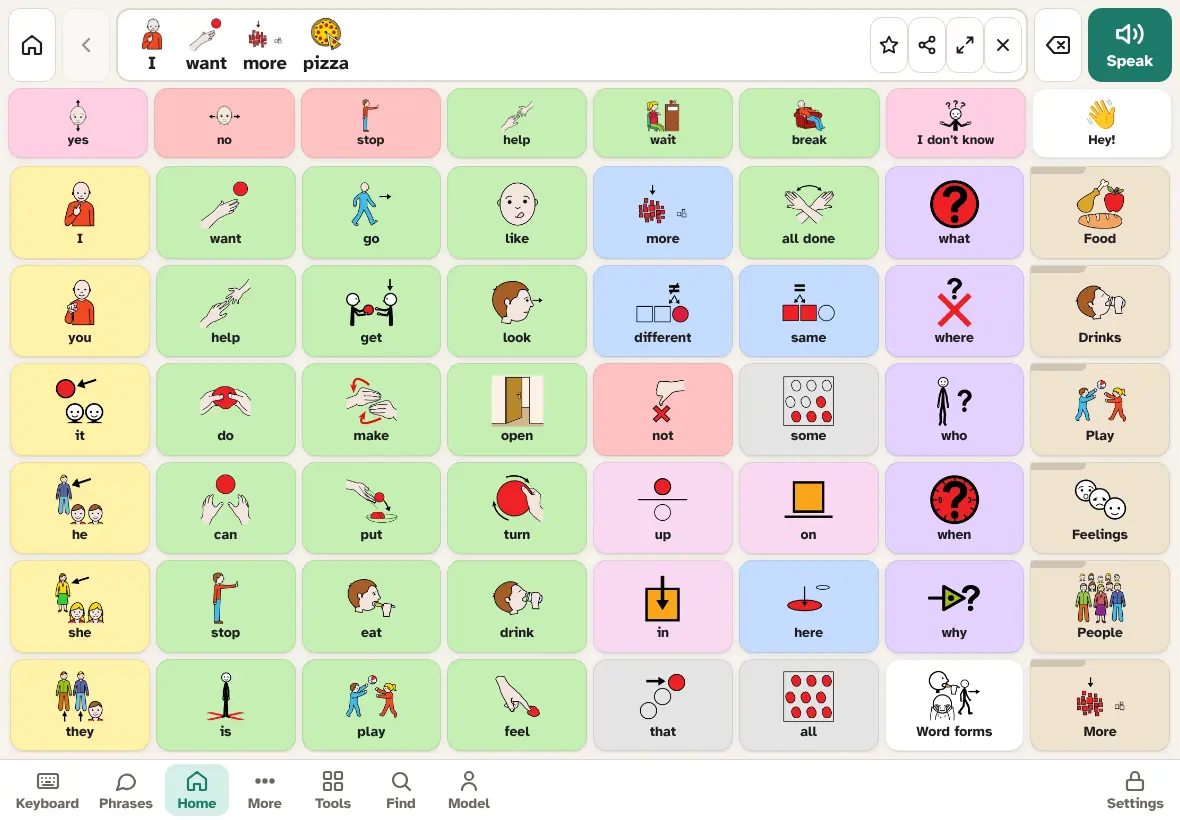 I want more pizza
Speak
yes no stop help wait break I don't know Hey!
I want go like more all done what Food
you help get look different same where Drinks
it do make open not some who Play
he can put turn up on when Feelings
she stop eat drink in here why People
they is play feel that all Word forms More
Keyboard Phrases Home More Tools Find Model Settings